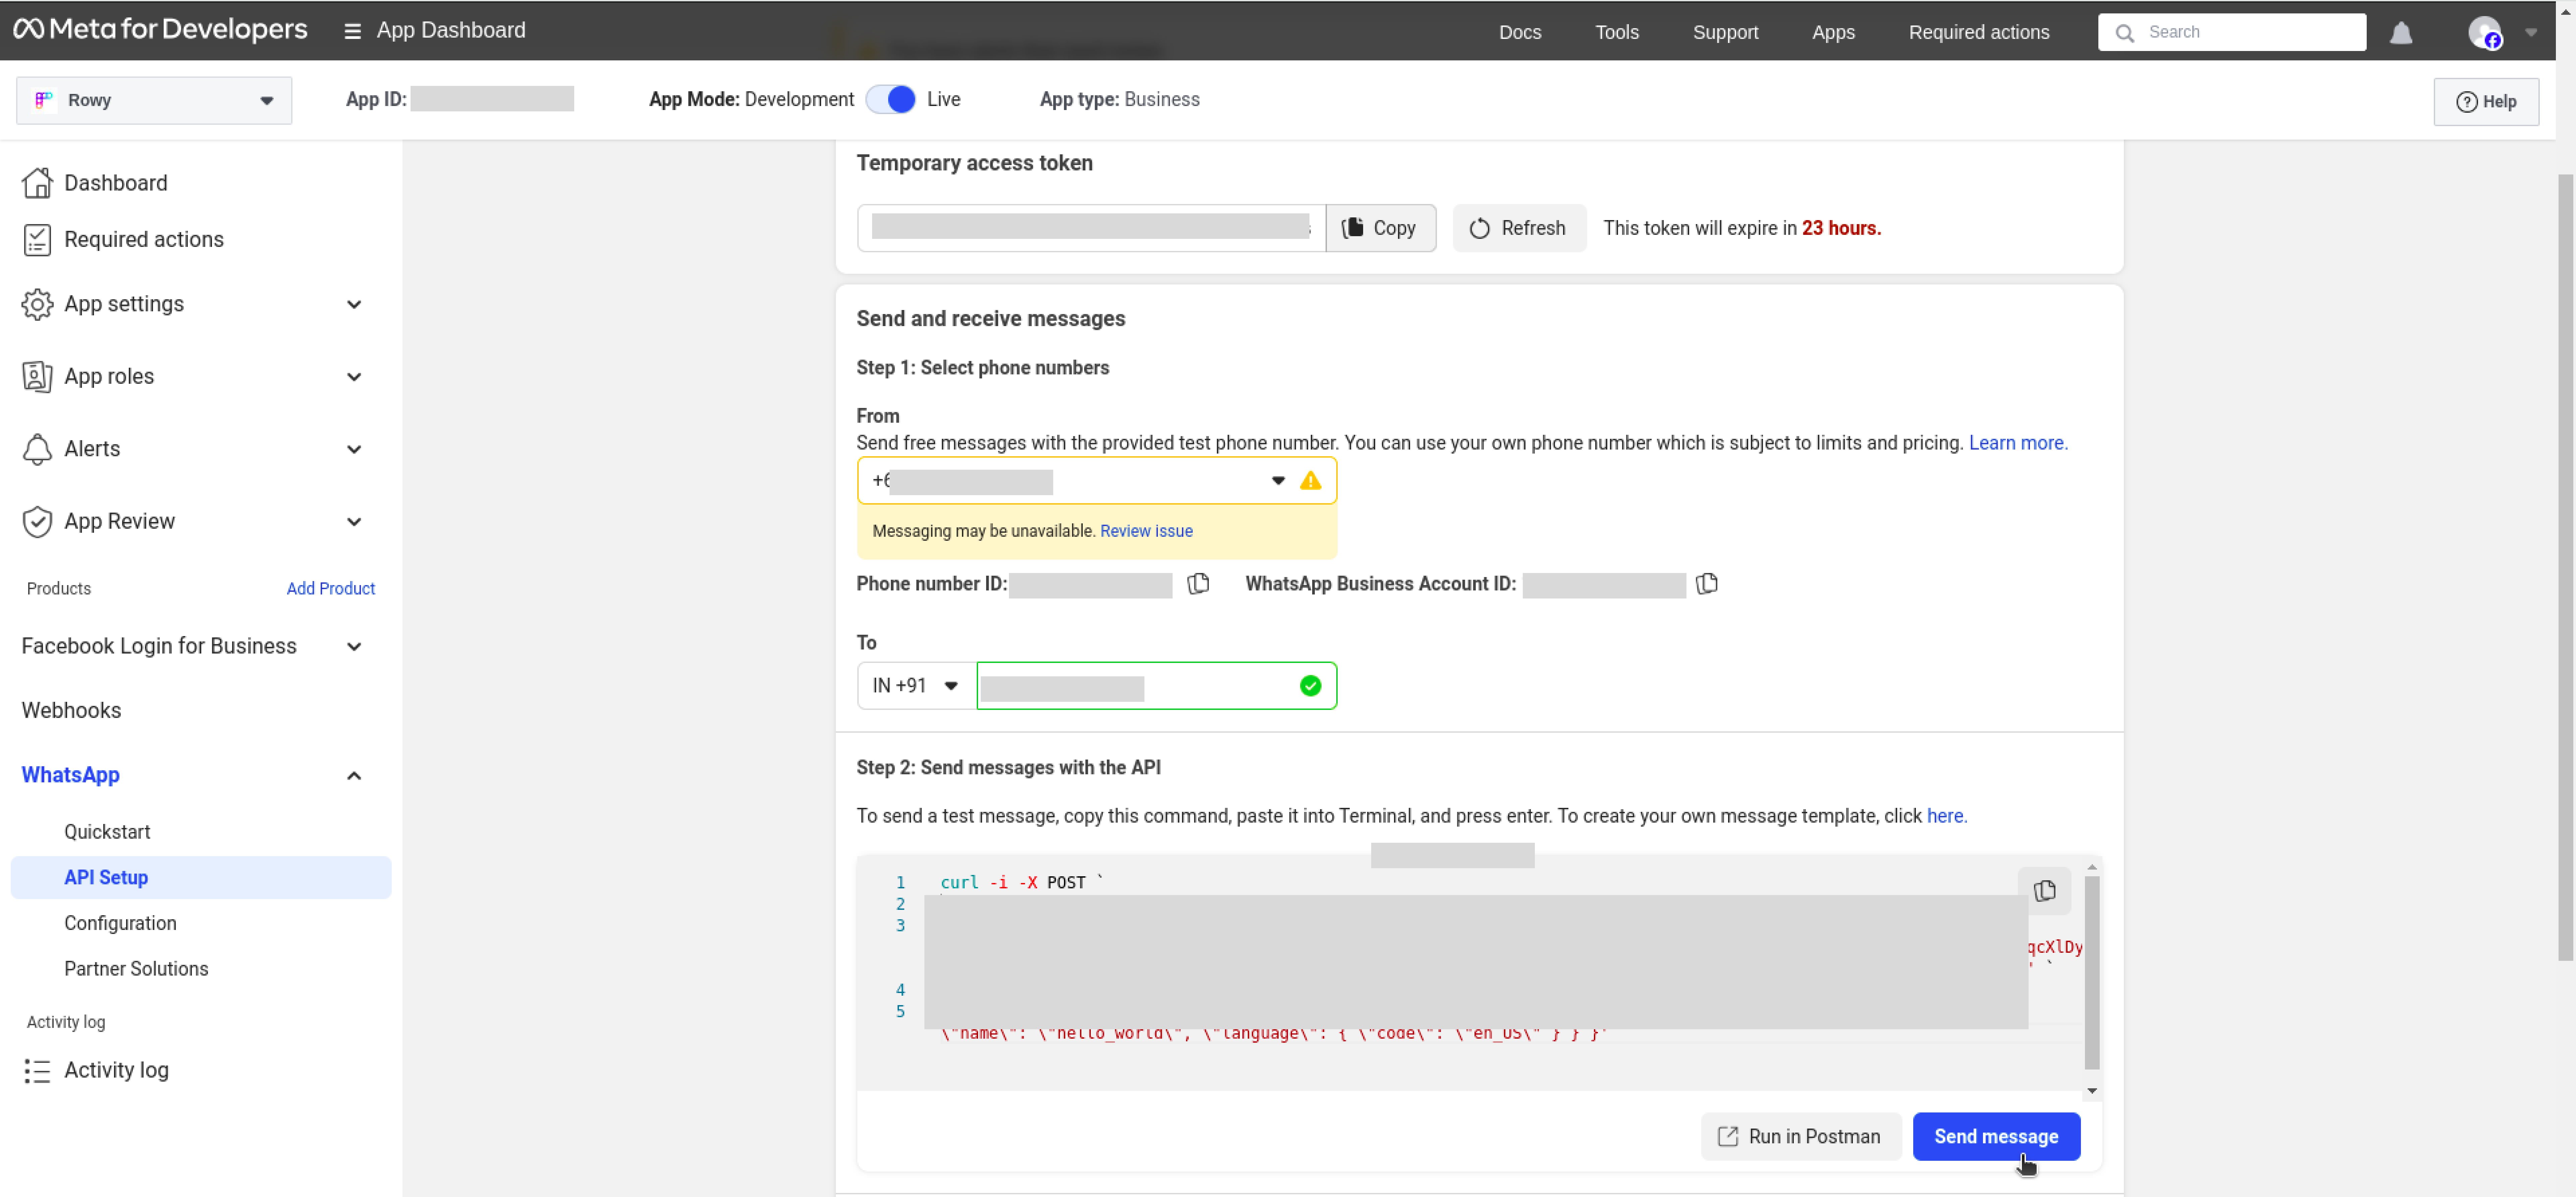 Meta for Developers
App Dashboard
Docs
Tools
Support
Apps
Required actions
Search
Rowy
App ID:
App Mode: Development
Live
App type: Business
Help
Dashboard
Required actions
App settings
App roles
Alerts
App Review
Products
Add Product
Facebook Login for Business
Webhooks
WhatsApp
Quickstart
API Setup
Configuration
Partner Solutions
Activity log
Activity log
Temporary access token
Copy
Refresh
This token will expire in 23 hours.
Send and receive messages
Step 1: Select phone numbers
From
Send free messages with the provided test phone number. You can use your own phone number which is subject to limits and pricing. Learn more.
+6
Messaging may be unavailable. Review issue
Phone number ID:
WhatsApp Business Account ID:
To
IN +91
Step 2: Send messages with the API
To send a test message, copy this command, paste it into Terminal, and press enter. To create your own message template, click here.
1 curl -i -X POST `
2
3
qcXlDy
' `
4
5
\"name\": \"hello_world\", \"language\": { \"code\": \"en_US\" } } }'
Run in Postman
Send message